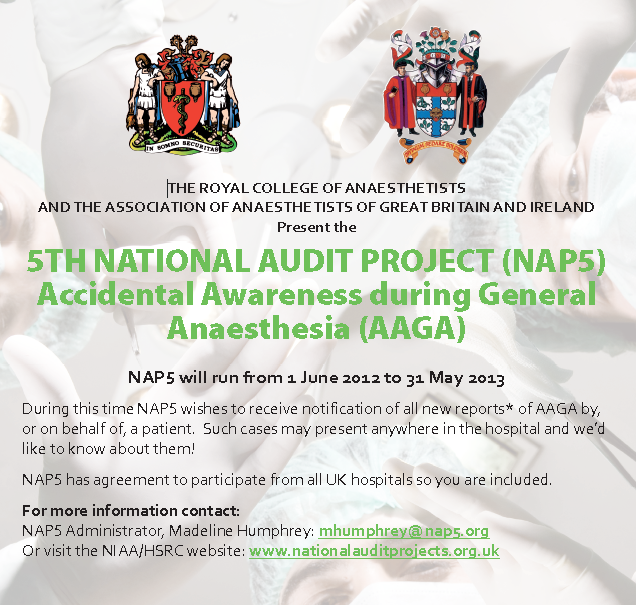 IN SOMNO SECURITAS
THE ROYAL COLLEGE OF ANAESTHETISTS
AND THE ASSOCIATION OF ANAESTHETISTS OF GREAT BRITAIN AND IRELAND
Present the
5TH NATIONAL AUDIT PROJECT (NAP5)
Accidental Awareness during General
Anaesthesia (AAGA)
NAP5 will run from 1 June 2012 to 31 May 2013
During this time NAP5 wishes to receive notification of all new reports* of AAGA by,
or on behalf of, a patient.  Such cases may present anywhere in the hospital and we'd
like to know about them!
NAP5 has agreement to participate from all UK hospitals so you are included.
For more information contact:
NAP5 Administrator, Madeline Humphrey: mhumphrey@nap5.org
Or visit the NIAA/HSRC website: www.nationalauditprojects.org.uk